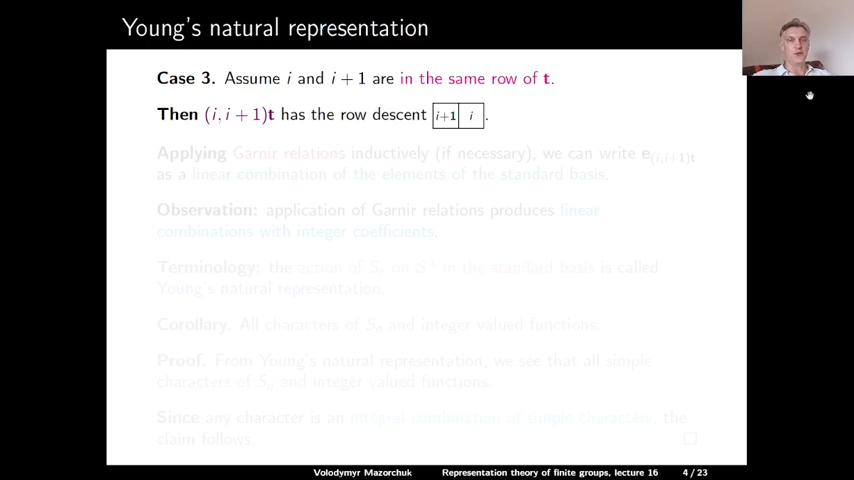 Young's natural representation
Case 3. Assume i and i + 1 are in the same row of t.
Then (i, i + 1)t has the row descent i+1 i .
Applying Garnir relations inductively (if necessary), we can write e(i,i+1)t
as a linear combination of the elements of the standard basis.
Observation: application of Garnir relations produces linear
combinations with integer coefficients.
Terminology: the action of Sn on Sλ in the standard basis is called
Young's natural representation.
Corollary. All characters of Sn and integer valued functions.
Proof. From Young's natural representation, we see that all simple
characters of Sn and integer valued functions.
Since any character is an integral combination of simple characters, the
claim follows.
Volodymyr Mazorchuk Representation theory of finite groups, lecture 16 4 / 23